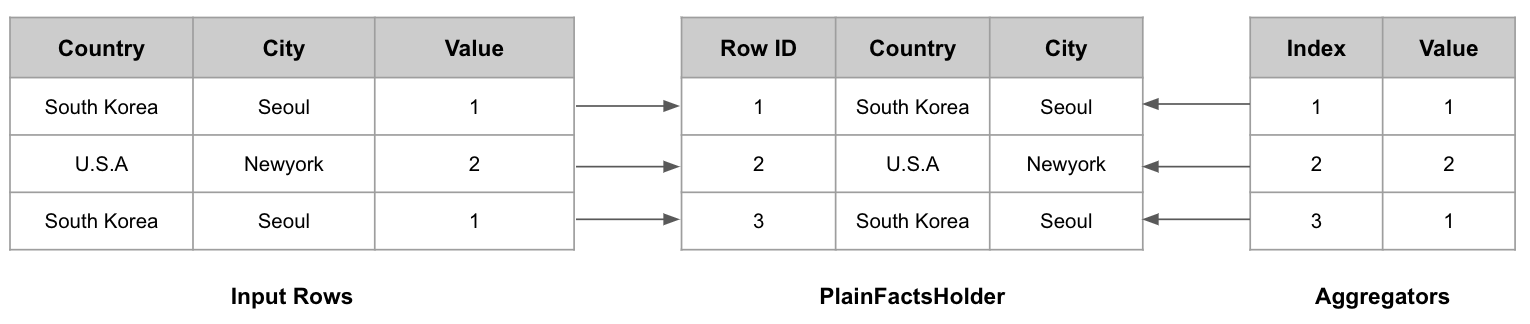 Country City Value Row ID Country City Index Value
South Korea Seoul 1 1 South Korea Seoul 1 1
U.S.A Newyork 2 2 U.S.A Newyork 2 2
South Korea Seoul 1 3 South Korea Seoul 3 1
Input Rows PlainFactsHolder Aggregators